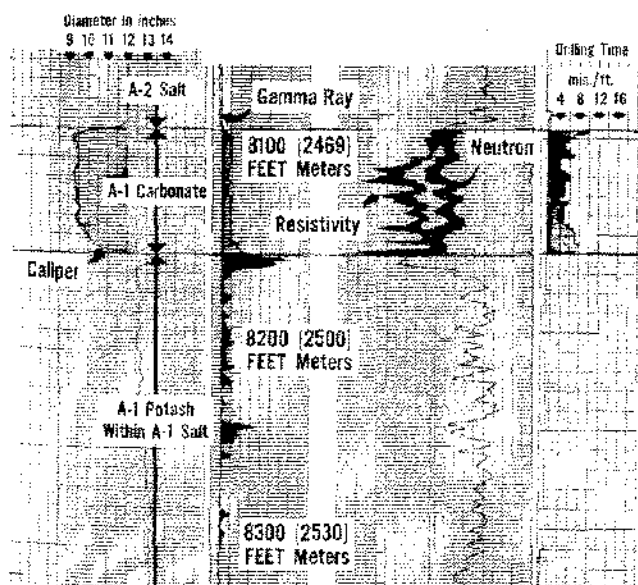 Diameter in inches
9 10 11 12 13 14
A-2 Salt
A-1 Carbonate
Caliper
A-1 Potash
Within A-1 Salt
Gamma Ray
8100 (2469)
FEET Meters
Resistivity
8200 (2500)
FEET Meters
8300 (2530)
FEET Meters
Neutron
Drilling Time
min./ft.
4 8 12 16